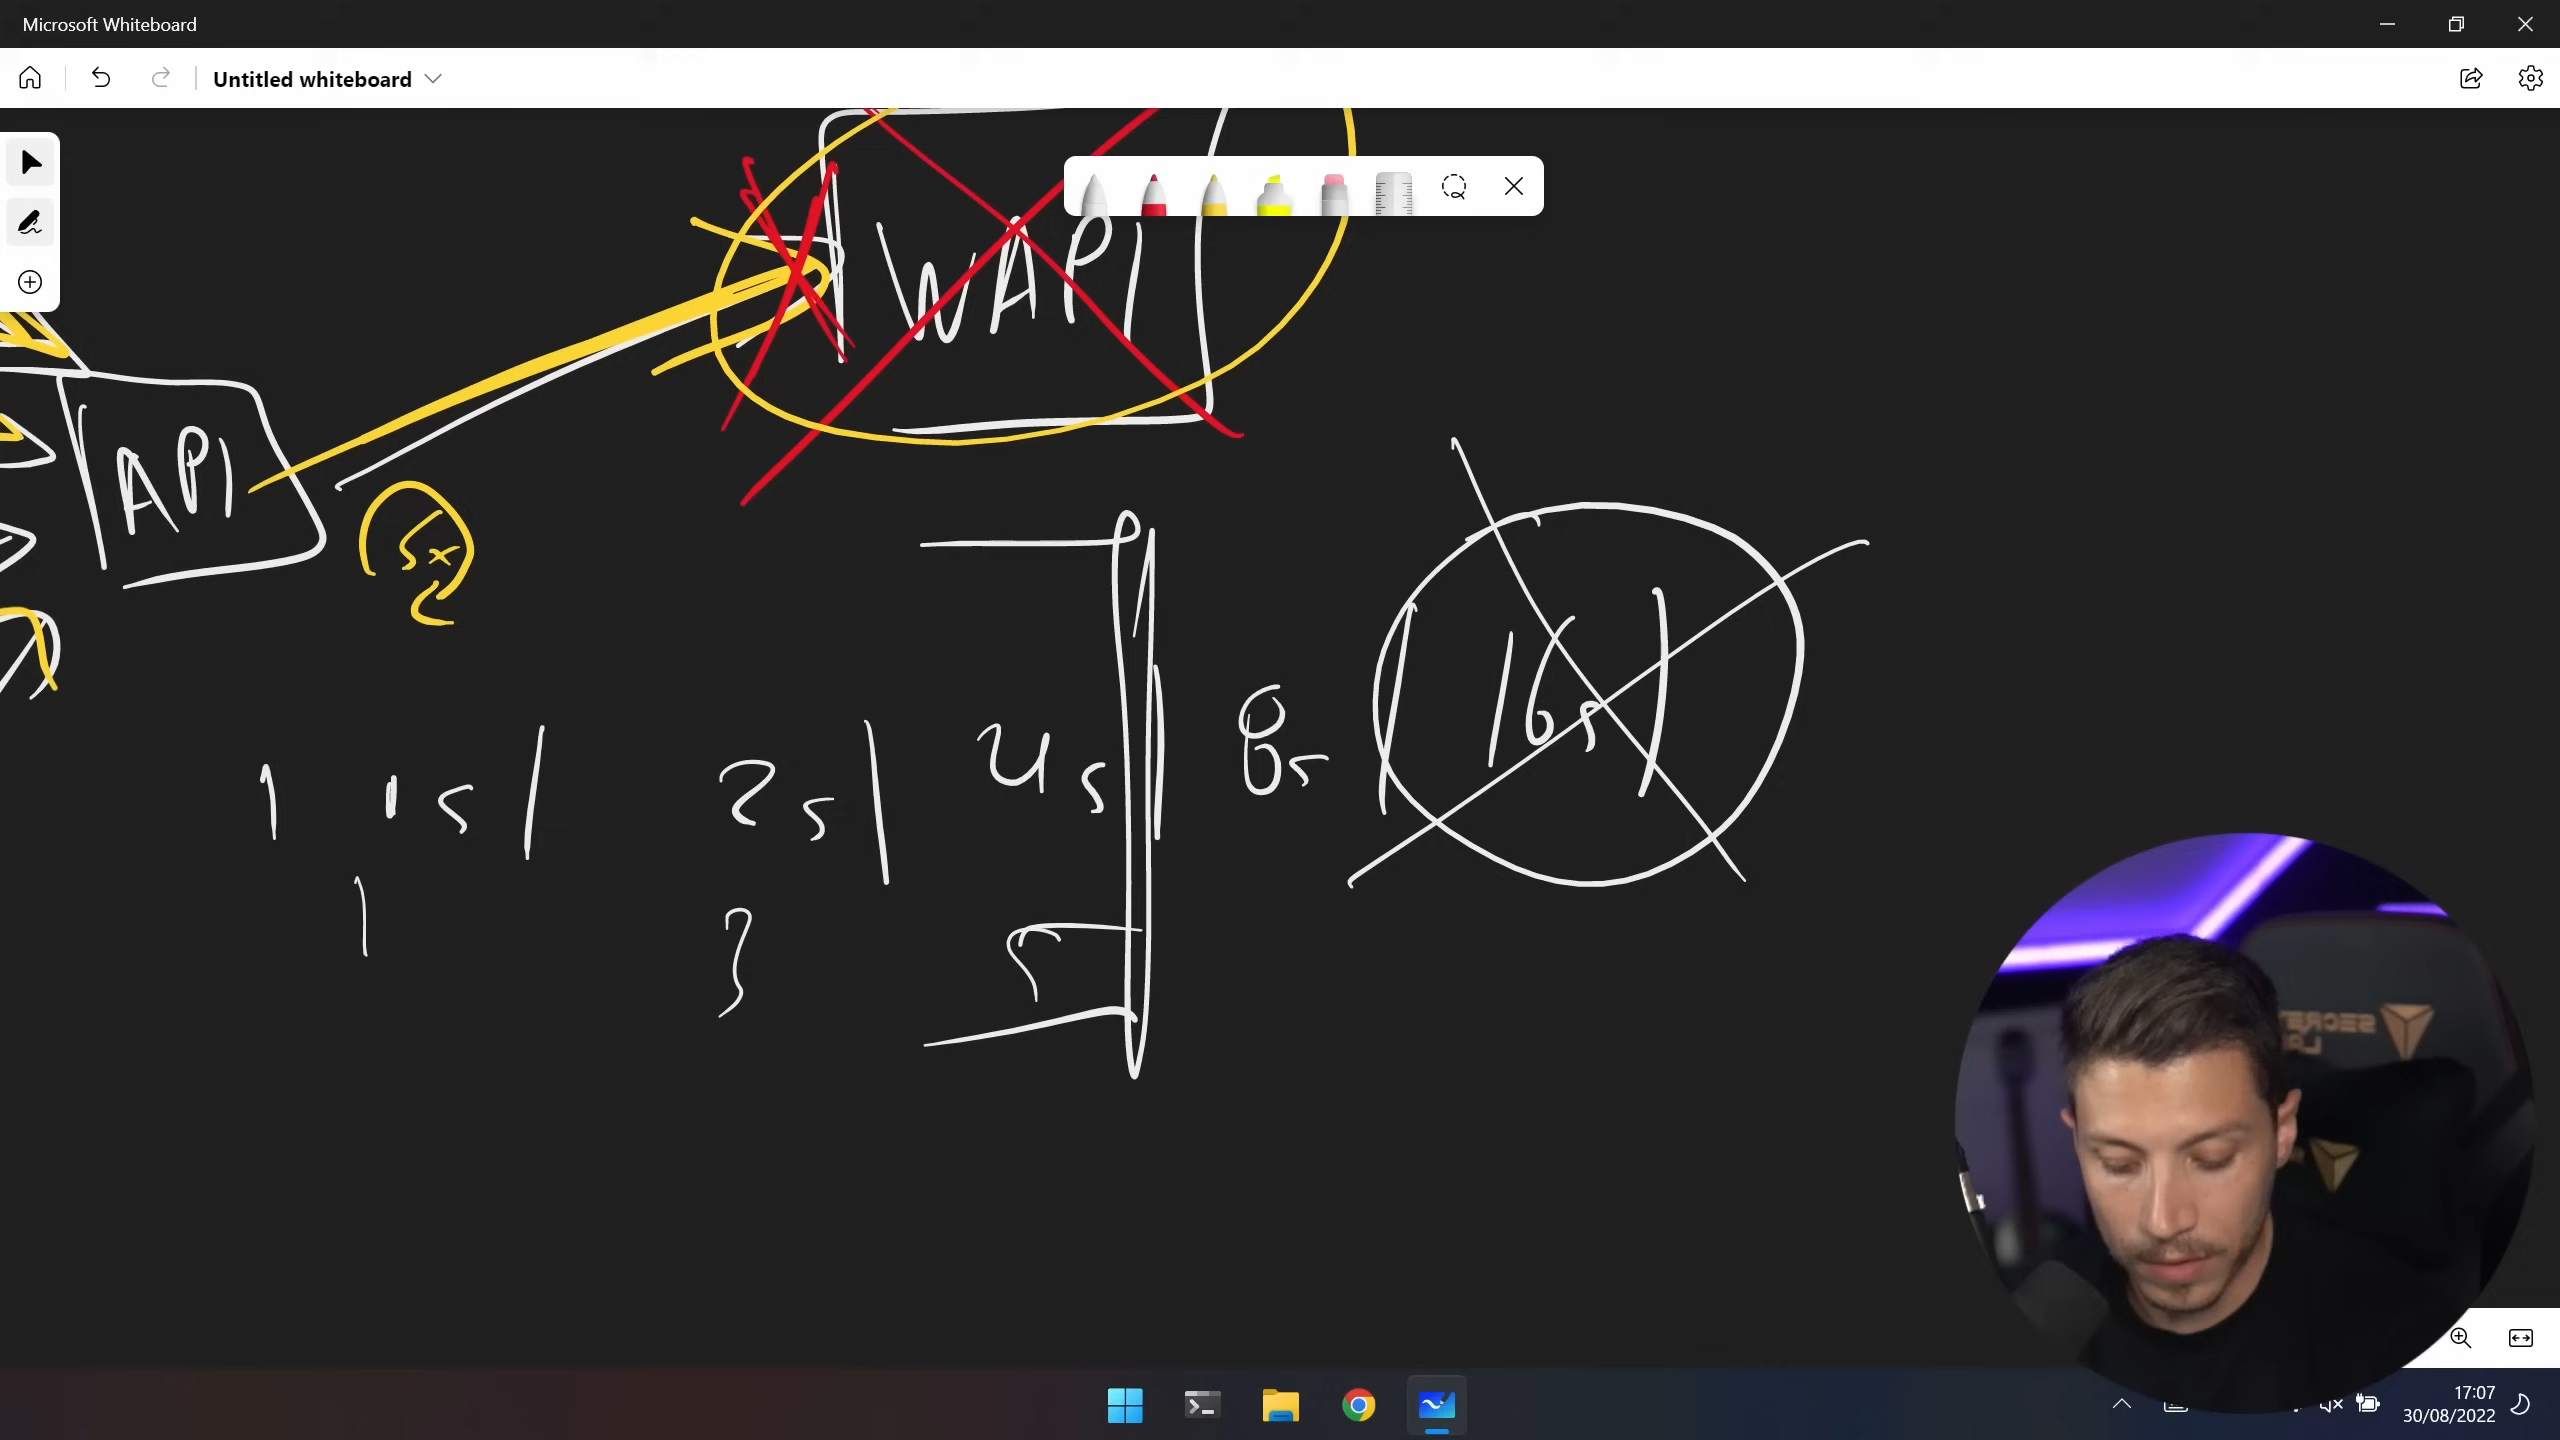 Microsoft Whiteboard
Untitled whiteboard
WAPI
API
5x
1 1s | 2s | 4s | 8s | 16s |
1 3 5
17:07
30/08/2022